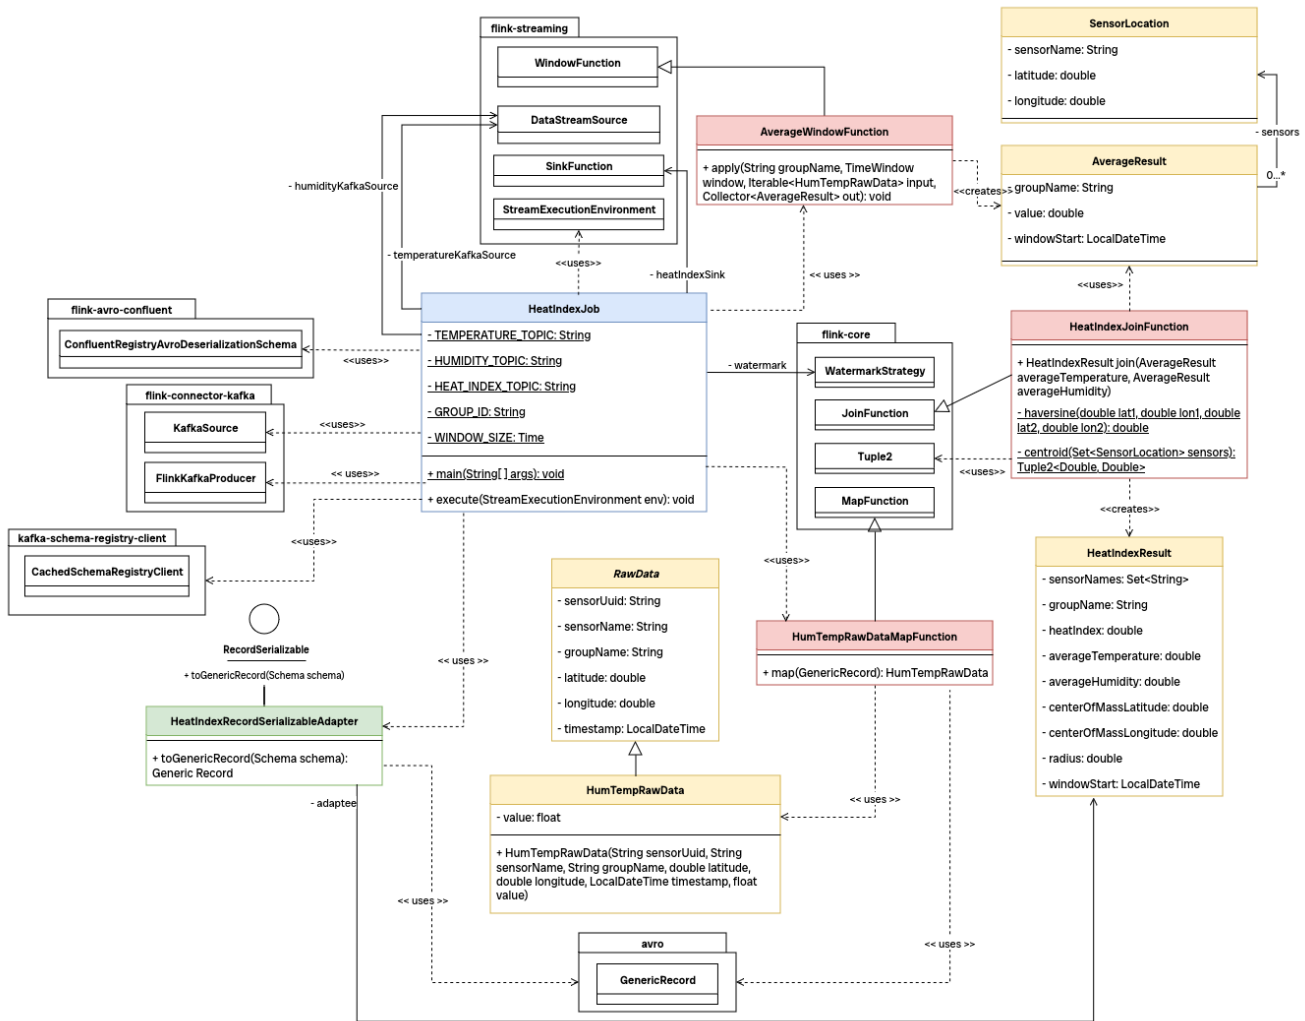 flink-streaming
WindowFunction
DataStreamSource
SinkFunction
StreamExecutionEnvironment
SensorLocation
- sensorName: String
- latitude: double
- longitude: double
- sensors
0...*
AverageWindowFunction
+ apply(String groupName, TimeWindow
window, Iterable<HumTempRawData> input,
Collector<AverageResult> out): void
<<creates>>
AverageResult
groupName: String
- value: double
- windowStart: LocalDateTime
- humidityKafkaSource
- temperatureKafkaSource
<<uses>>
- heatIndexSink
<< uses >>
<<uses>>
flink-avro-confluent
ConfluentRegistryAvroDeserializationSchema
<<uses>>
flink-connector-kafka
KafkaSource
FlinkKafkaProducer
<<uses>>
<< uses>>
HeatIndexJob
- TEMPERATURE_TOPIC: String
- HUMIDITY_TOPIC: String
- HEAT_INDEX_TOPIC: String
- GROUP_ID: String
- WINDOW_SIZE: Time
+ main(String[ ] args): void
+ execute(StreamExecutionEnvironment env): void
- watermark
flink-core
WatermarkStrategy
JoinFunction
Tuple2
MapFunction
HeatIndexJoinFunction
+ HeatIndexResult join(AverageResult
averageTemperature, AverageResult
averageHumidity)
- haversine(double lat1, double lon1, double
lat2, double lon2): double
- centroid(Set<SensorLocation> sensors):
Tuple2<Double, Double>
<<uses>>
<<creates>>
kafka-schema-registry-client
CachedSchemaRegistryClient
<<uses>>
RecordSerializable
+ toGenericRecord(Schema schema)
HeatIndexRecordSerializableAdapter
+ toGenericRecord(Schema schema):
Generic Record
<< uses >>
- adaptee
RawData
- sensorUuid: String
- sensorName: String
- groupName: String
- latitude: double
- longitude: double
- timestamp: LocalDateTime
<<uses>>
HumTempRawDataMapFunction
+ map(GenericRecord): HumTempRawData
HeatIndexResult
- sensorNames: Set<String>
- groupName: String
- heatIndex: double
- averageTemperature: double
- averageHumidity: double
- centerOfMassLatitude: double
- centerOfMassLongitude: double
- radius: double
- windowStart: LocalDateTime
HumTempRawData
- value: float
+ HumTempRawData(String sensorUuid, String
sensorName, String groupName, double latitude,
double longitude, LocalDateTime timestamp, float
value)
<< uses >>
<< uses >>
<< uses >>
avro
GenericRecord